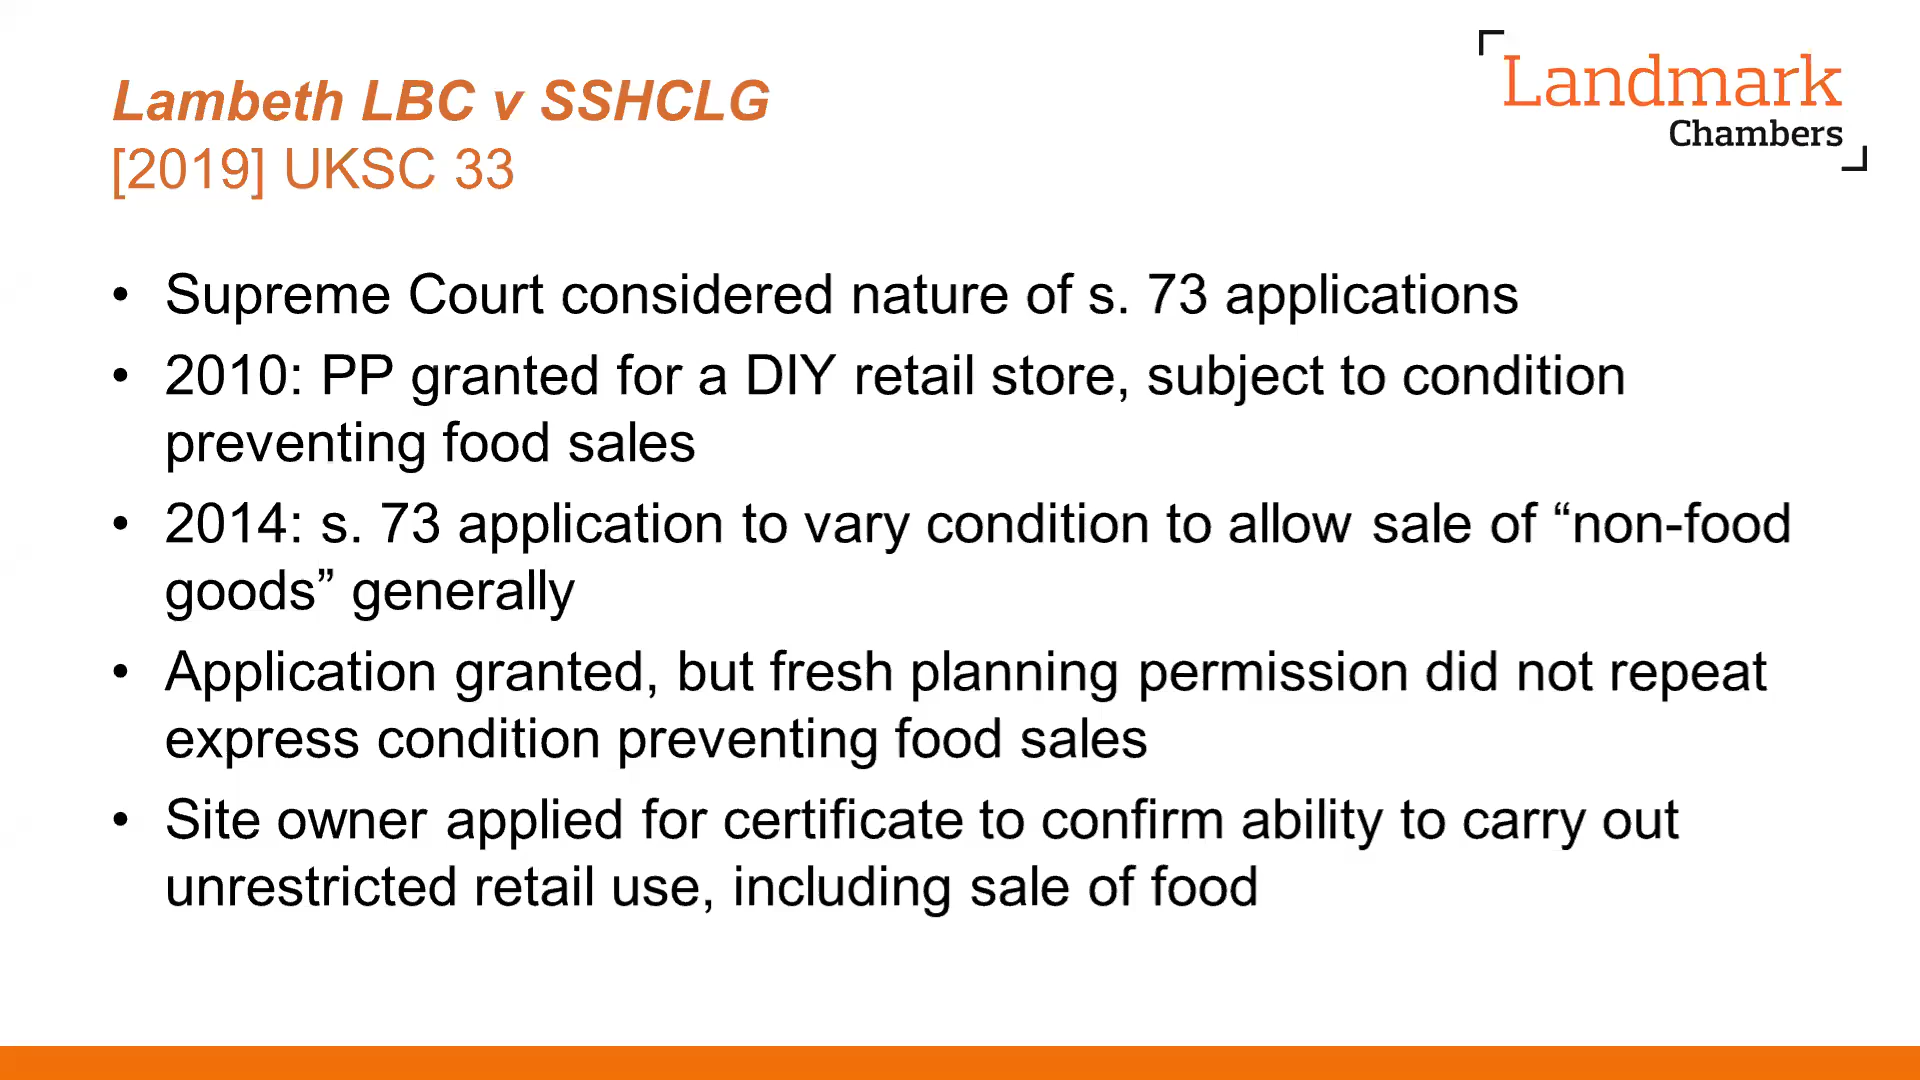 Lambeth LBC v SSHCLG
[2019] UKSC 33
Landmark
Chambers
• Supreme Court considered nature of s. 73 applications
• 2010: PP granted for a DIY retail store, subject to condition
preventing food sales
• 2014: s. 73 application to vary condition to allow sale of “non-food
goods” generally
• Application granted, but fresh planning permission did not repeat
express condition preventing food sales
• Site owner applied for certificate to confirm ability to carry out
unrestricted retail use, including sale of food